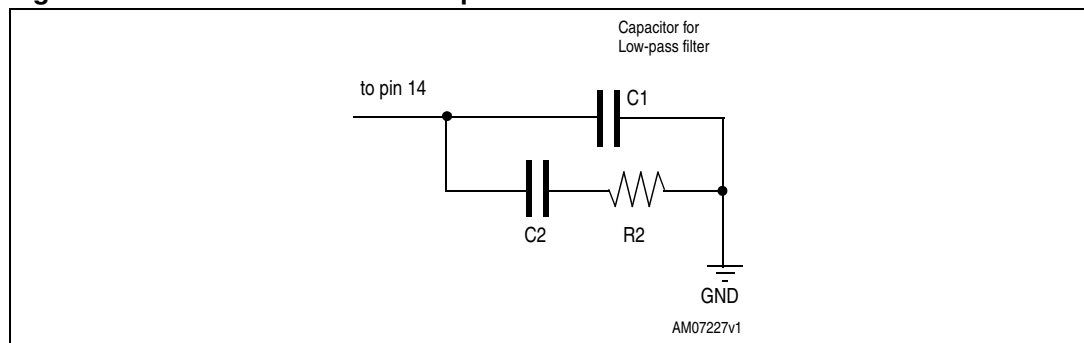 Capacitor for
Low-pass filter
to pin 14
C1
C2
R2
GND
AM07227v1